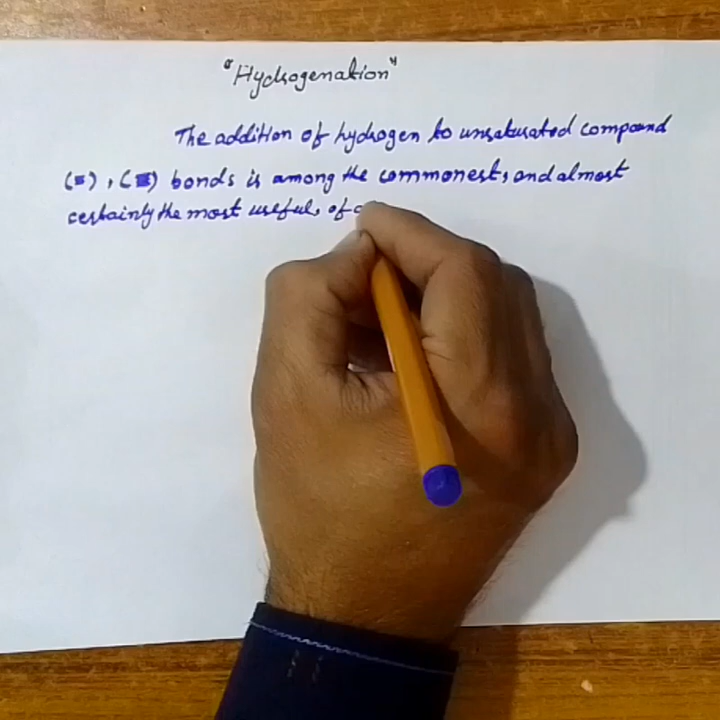 "Hydrogenation"
The addition of hydrogen to unsaturated compound
(=), (≡) bonds is among the commonest, and almost
certainly the most useful, of